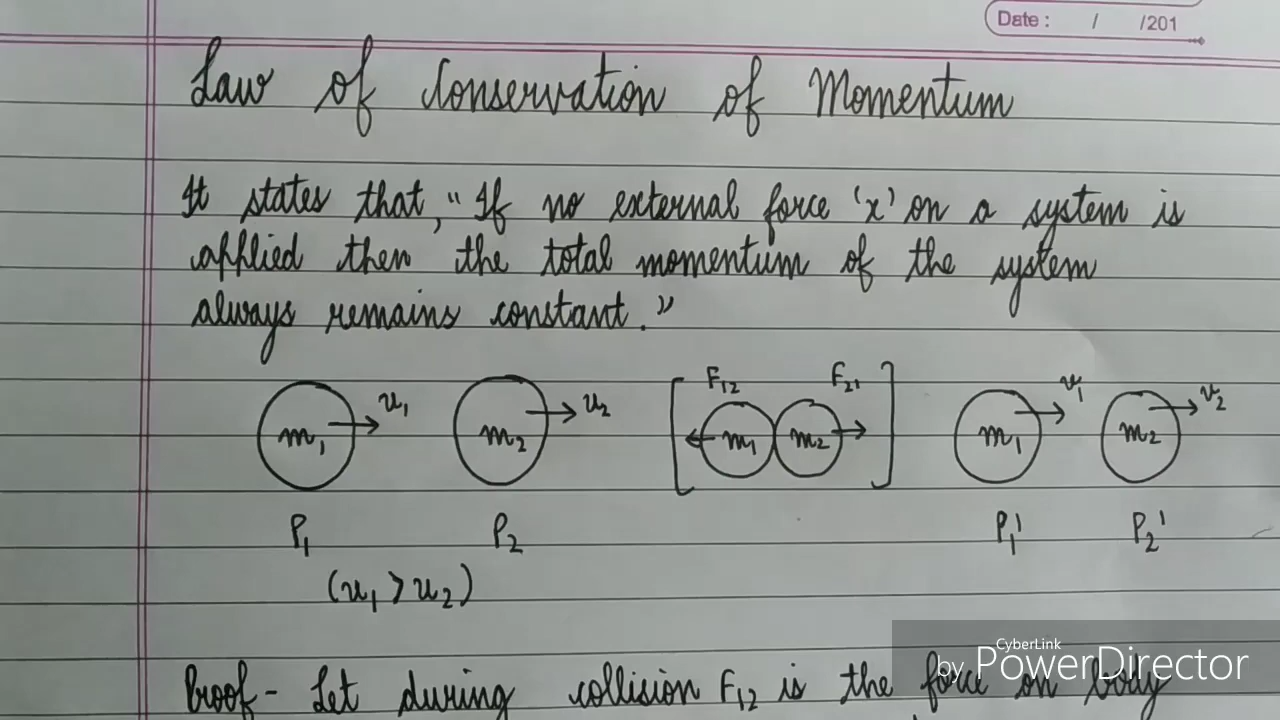 Date : / /201
Law of Conservation of Momentum
It states that, "If no external force 'x' on a system is
applied then the total momentum of the system
always remains constant."
m₁ u₁ m₂ u₂ [ F₁₂ m₁ m₂ F₂₁ ] m₁ v₁ m₂ v₂
P₁ P₂ P₁' P₂'
(u₁ > u₂)
CyberLink
by PowerDirector
Proof - Let during collision F₁₂ is the force on body